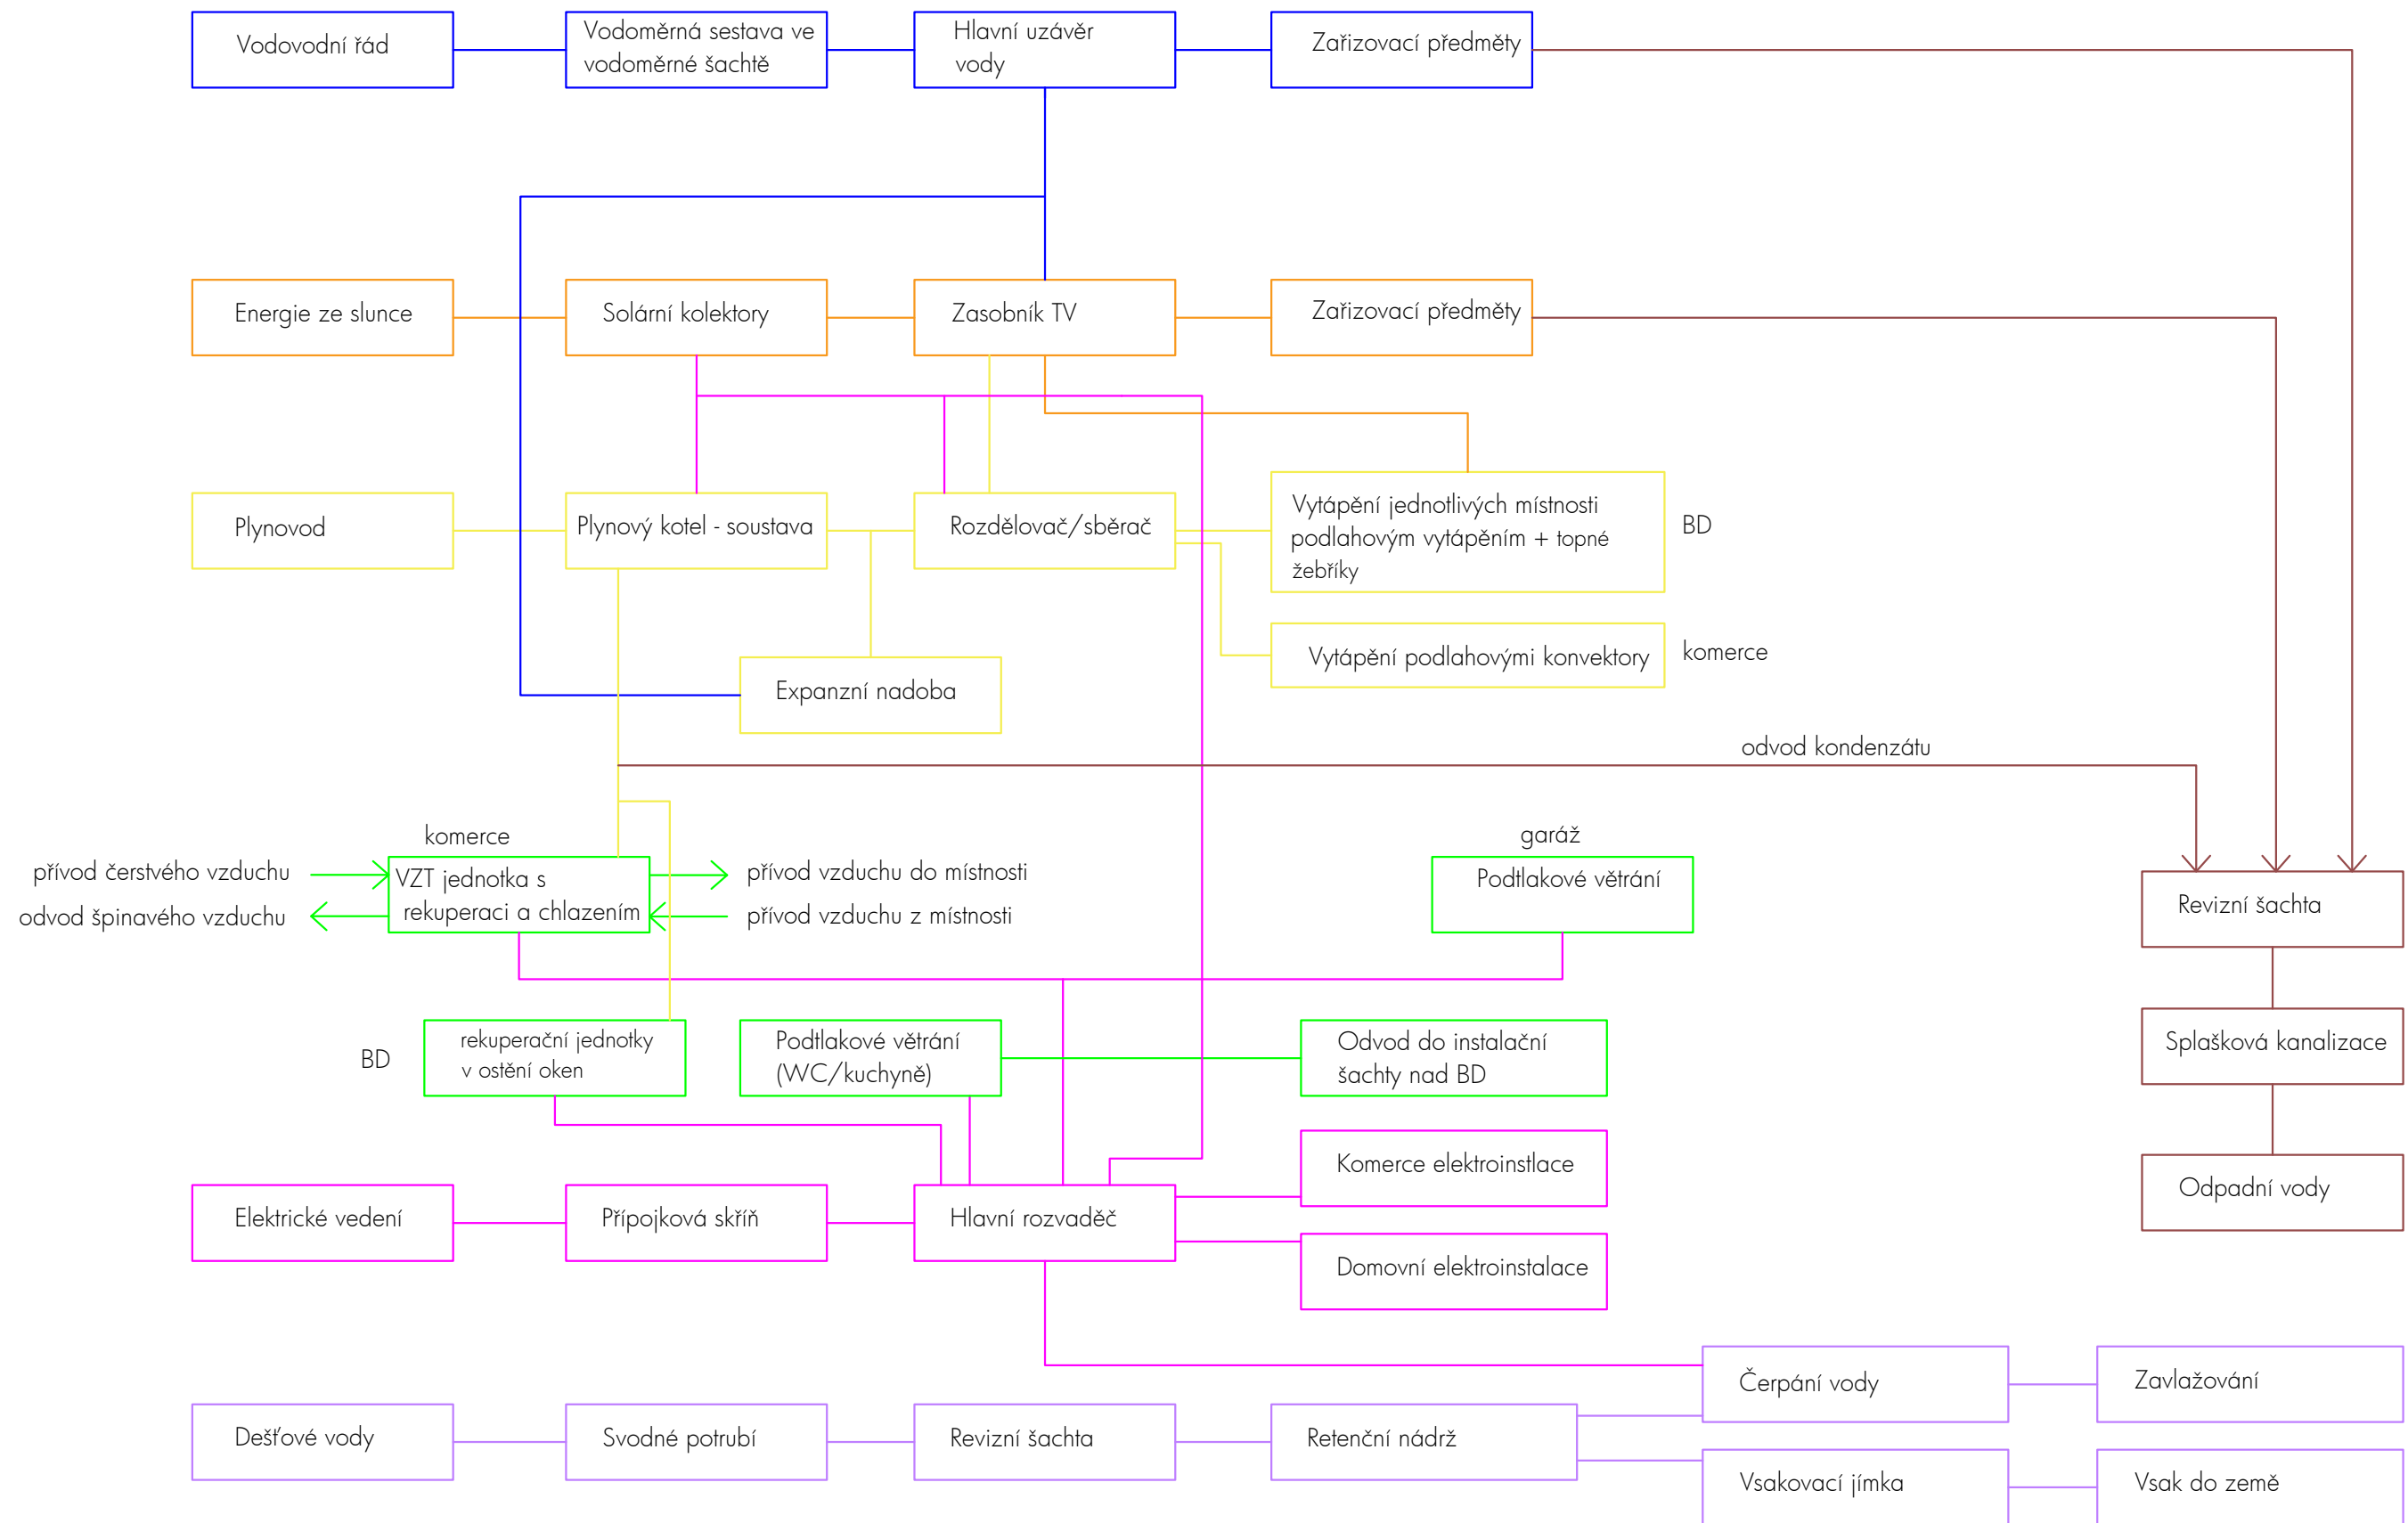 Vodovodní řád
Vodoměrná sestava ve
vodoměrné šachtě
Hlavní uzávěr
vody
Zařizovací předměty
Energie ze slunce
Solární kolektory
Zasobník TV
Zařizovací předměty
Plynovod
Plynový kotel - soustava
Rozdělovač/sběrač
Vytápění jednotlivých místnosti
podlahovým vytápěním + topné
žebříky
BD
Vytápění podlahovými konvektory
komerce
Expanzní nadoba
odvod kondenzátu
komerce
garáž
přívod čerstvého vzduchu
odvod špinavého vzduchu
VZT jednotka s
rekuperaci a chlazením
přívod vzduchu do místnosti
přívod vzduchu z místnosti
Podtlakové větrání
Revizní šachta
BD
rekuperační jednotky
v ostění oken
Podtlakové větrání
(WC/kuchyně)
Odvod do instalační
šachty nad BD
Splašková kanalizace
Komerce elektroinstlace
Odpadní vody
Elektrické vedení
Přípojková skříň
Hlavní rozvaděč
Domovní elektroinstalace
Čerpání vody
Zavlažování
Dešťové vody
Svodné potrubí
Revizní šachta
Retenční nádrž
Vsakovací jímka
Vsak do země